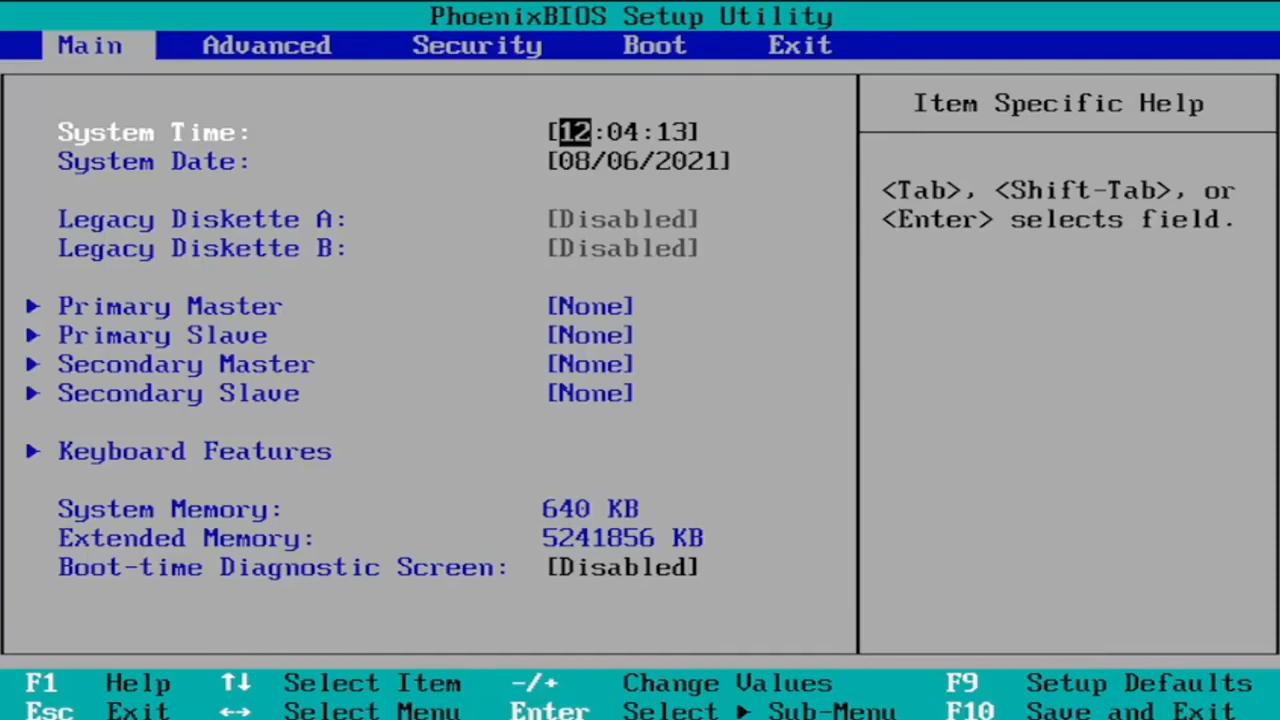 PhoenixBIOS Setup Utility
Main Advanced Security Boot Exit
Item Specific Help
System Time: [12:04:13]
System Date: [08/06/2021]
<Tab>, <Shift-Tab>, or
<Enter> selects field.
Legacy Diskette A: [Disabled]
Legacy Diskette B: [Disabled]
Primary Master [None]
Primary Slave [None]
Secondary Master [None]
Secondary Slave [None]
Keyboard Features
System Memory: 640 KB
Extended Memory: 5241856 KB
Boot-time Diagnostic Screen: [Disabled]
F1 Help ↑↓ Select Item -/+ Change Values F9 Setup Defaults
Esc Exit ↔ Select Menu Enter Select ▶ Sub-Menu F10 Save and Exit